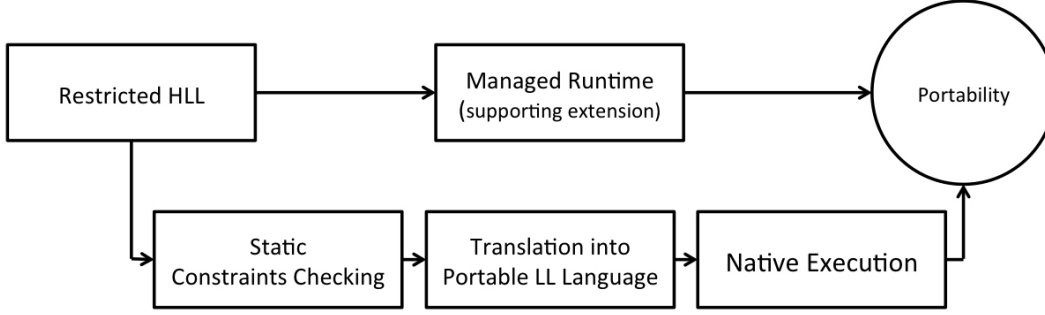 Restricted HLL
Managed Runtime
(supporting extension)
Portability
Static
Constraints Checking
Translation into
Portable LL Language
Native Execution